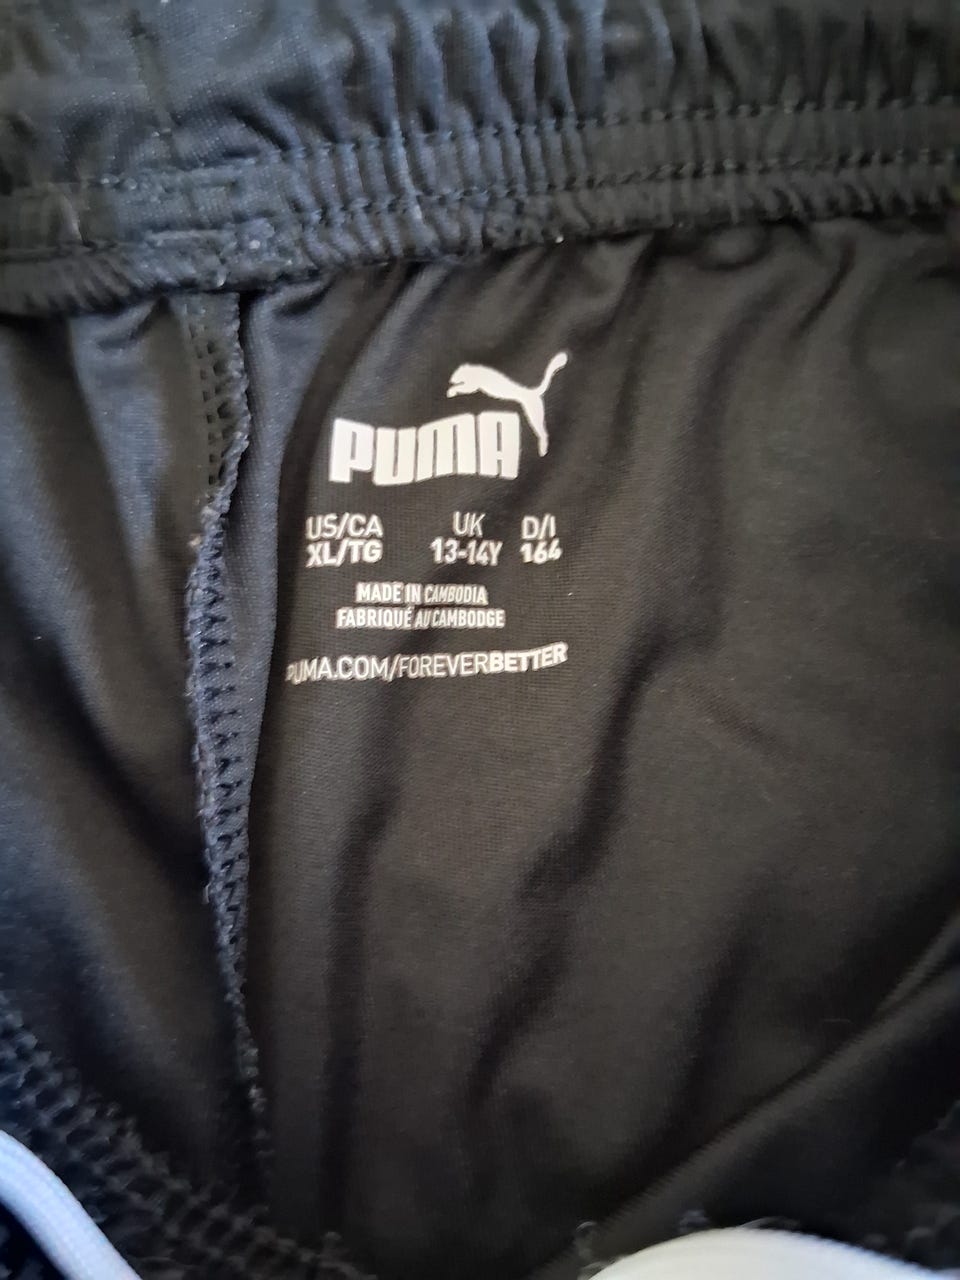 PUMA
US/CA UK D/I
XL/TG 13-14Y 164
MADE IN CAMBODIA
FABRIQUÉ AU CAMBODGE
PUMA.COM/FOREVERBETTER